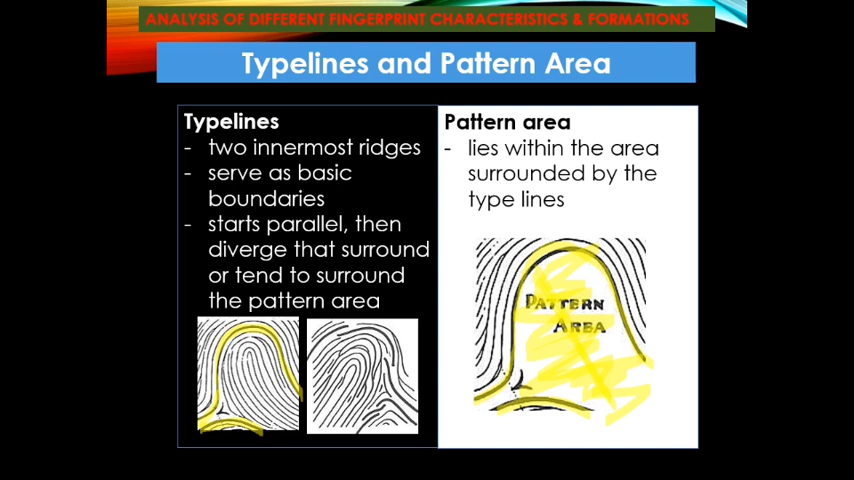 ANALYSIS OF DIFFERENT FINGERPRINT CHARACTERISTICS & FORMATIONS
Typelines and Pattern Area
Typelines
- two innermost ridges
- serve as basic
boundaries
- starts parallel, then
diverge that surround
or tend to surround
the pattern area
Pattern area
- lies within the area
surrounded by the
type lines
PATTERN
AREA